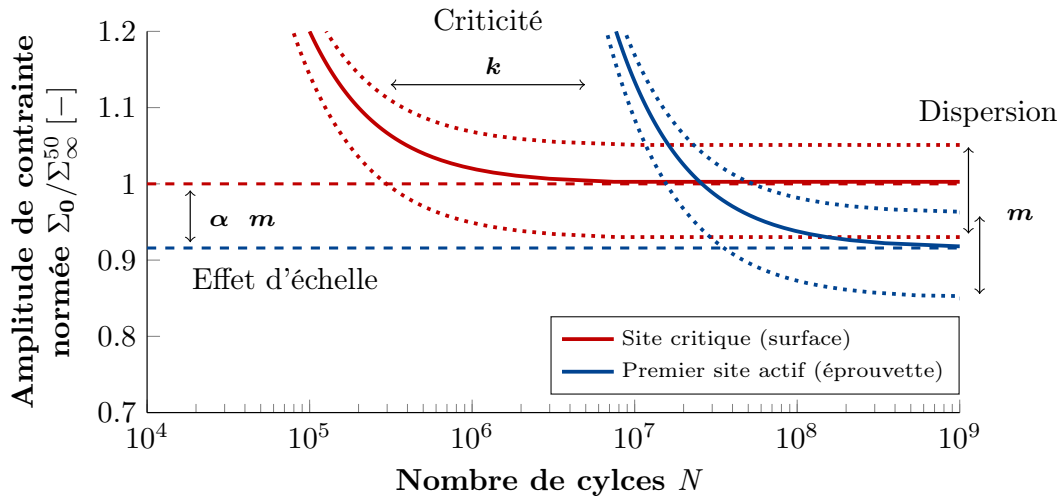 Criticité
k
Dispersion
α m
m
Effet d'échelle
Site critique (surface)
Premier site actif (éprouvette)
1.2
1.1
1
0.9
0.8
0.7
10^4
10^5
10^6
10^7
10^8
10^9
Nombre de cylces N
Amplitude de contrainte
normée Σ_0/Σ_∞^50 [−]